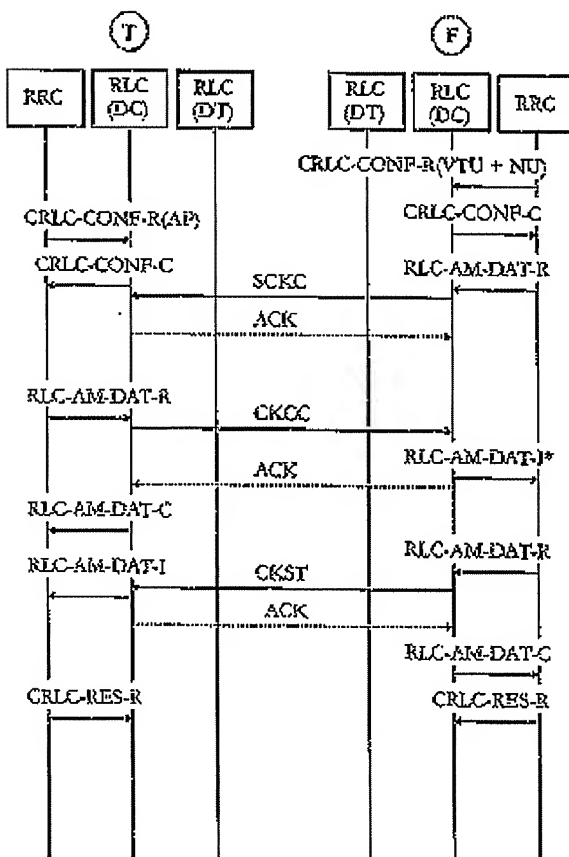 T
F
RRC
RLC
(DC)
RLC
(DT)
RLC
(DT)
RLC
(DC)
RRC
CRLC-CONF-R(VTU + NU)
CRLC-CONF-R(AP)
CRLC-CONF-C
CRLC-CONF-C
SCKC
RLC-AM-DAT-R
ACK
RLC-AM-DAT-R
CKCC
RLC-AM-DAT-I*
ACK
RLC-AM-DAT-C
RLC-AM-DAT-R
RLC-AM-DAT-I
CKST
ACK
RLC-AM-DAT-C
CRLC-RES-R
CRLC-RES-R